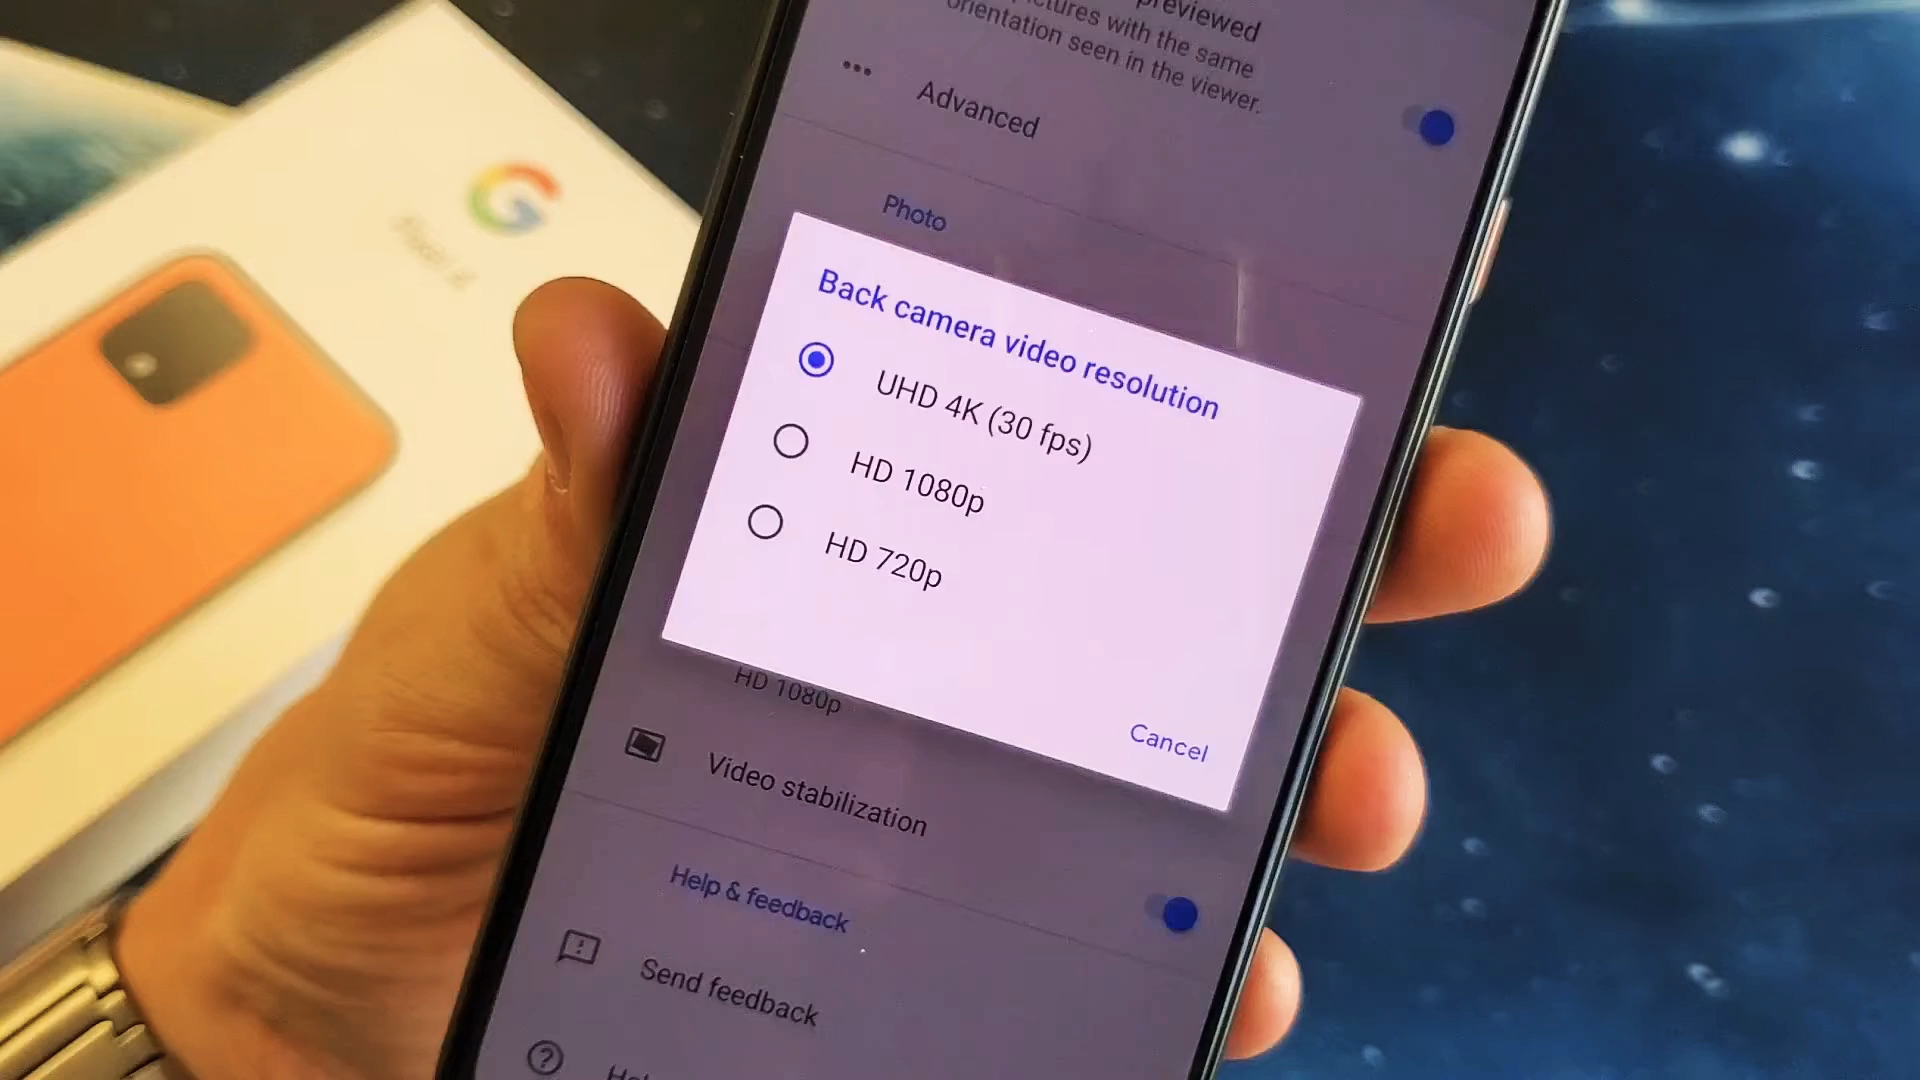 previewed
pictures with the same
orientation seen in the viewer.
Advanced
Photo
G
Back camera video resolution
UHD 4K (30 fps)
HD 1080p
HD 720p
Cancel
HD 1080p
Video stabilization
Help & feedback
Send feedback